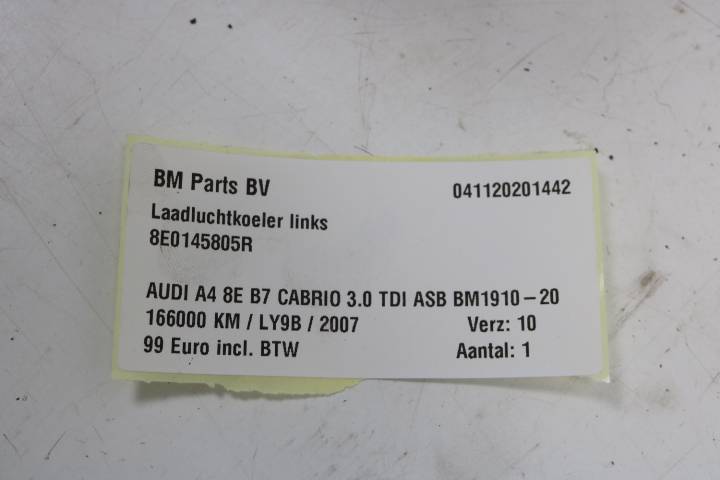 BM Parts BV 041120201442
Laadluchtkoeler links
8E0145805R
AUDI A4 8E B7 CABRIO 3.0 TDI ASB BM1910-20
166000 KM / LY9B / 2007 Verz: 10
99 Euro incl. BTW Aantal: 1